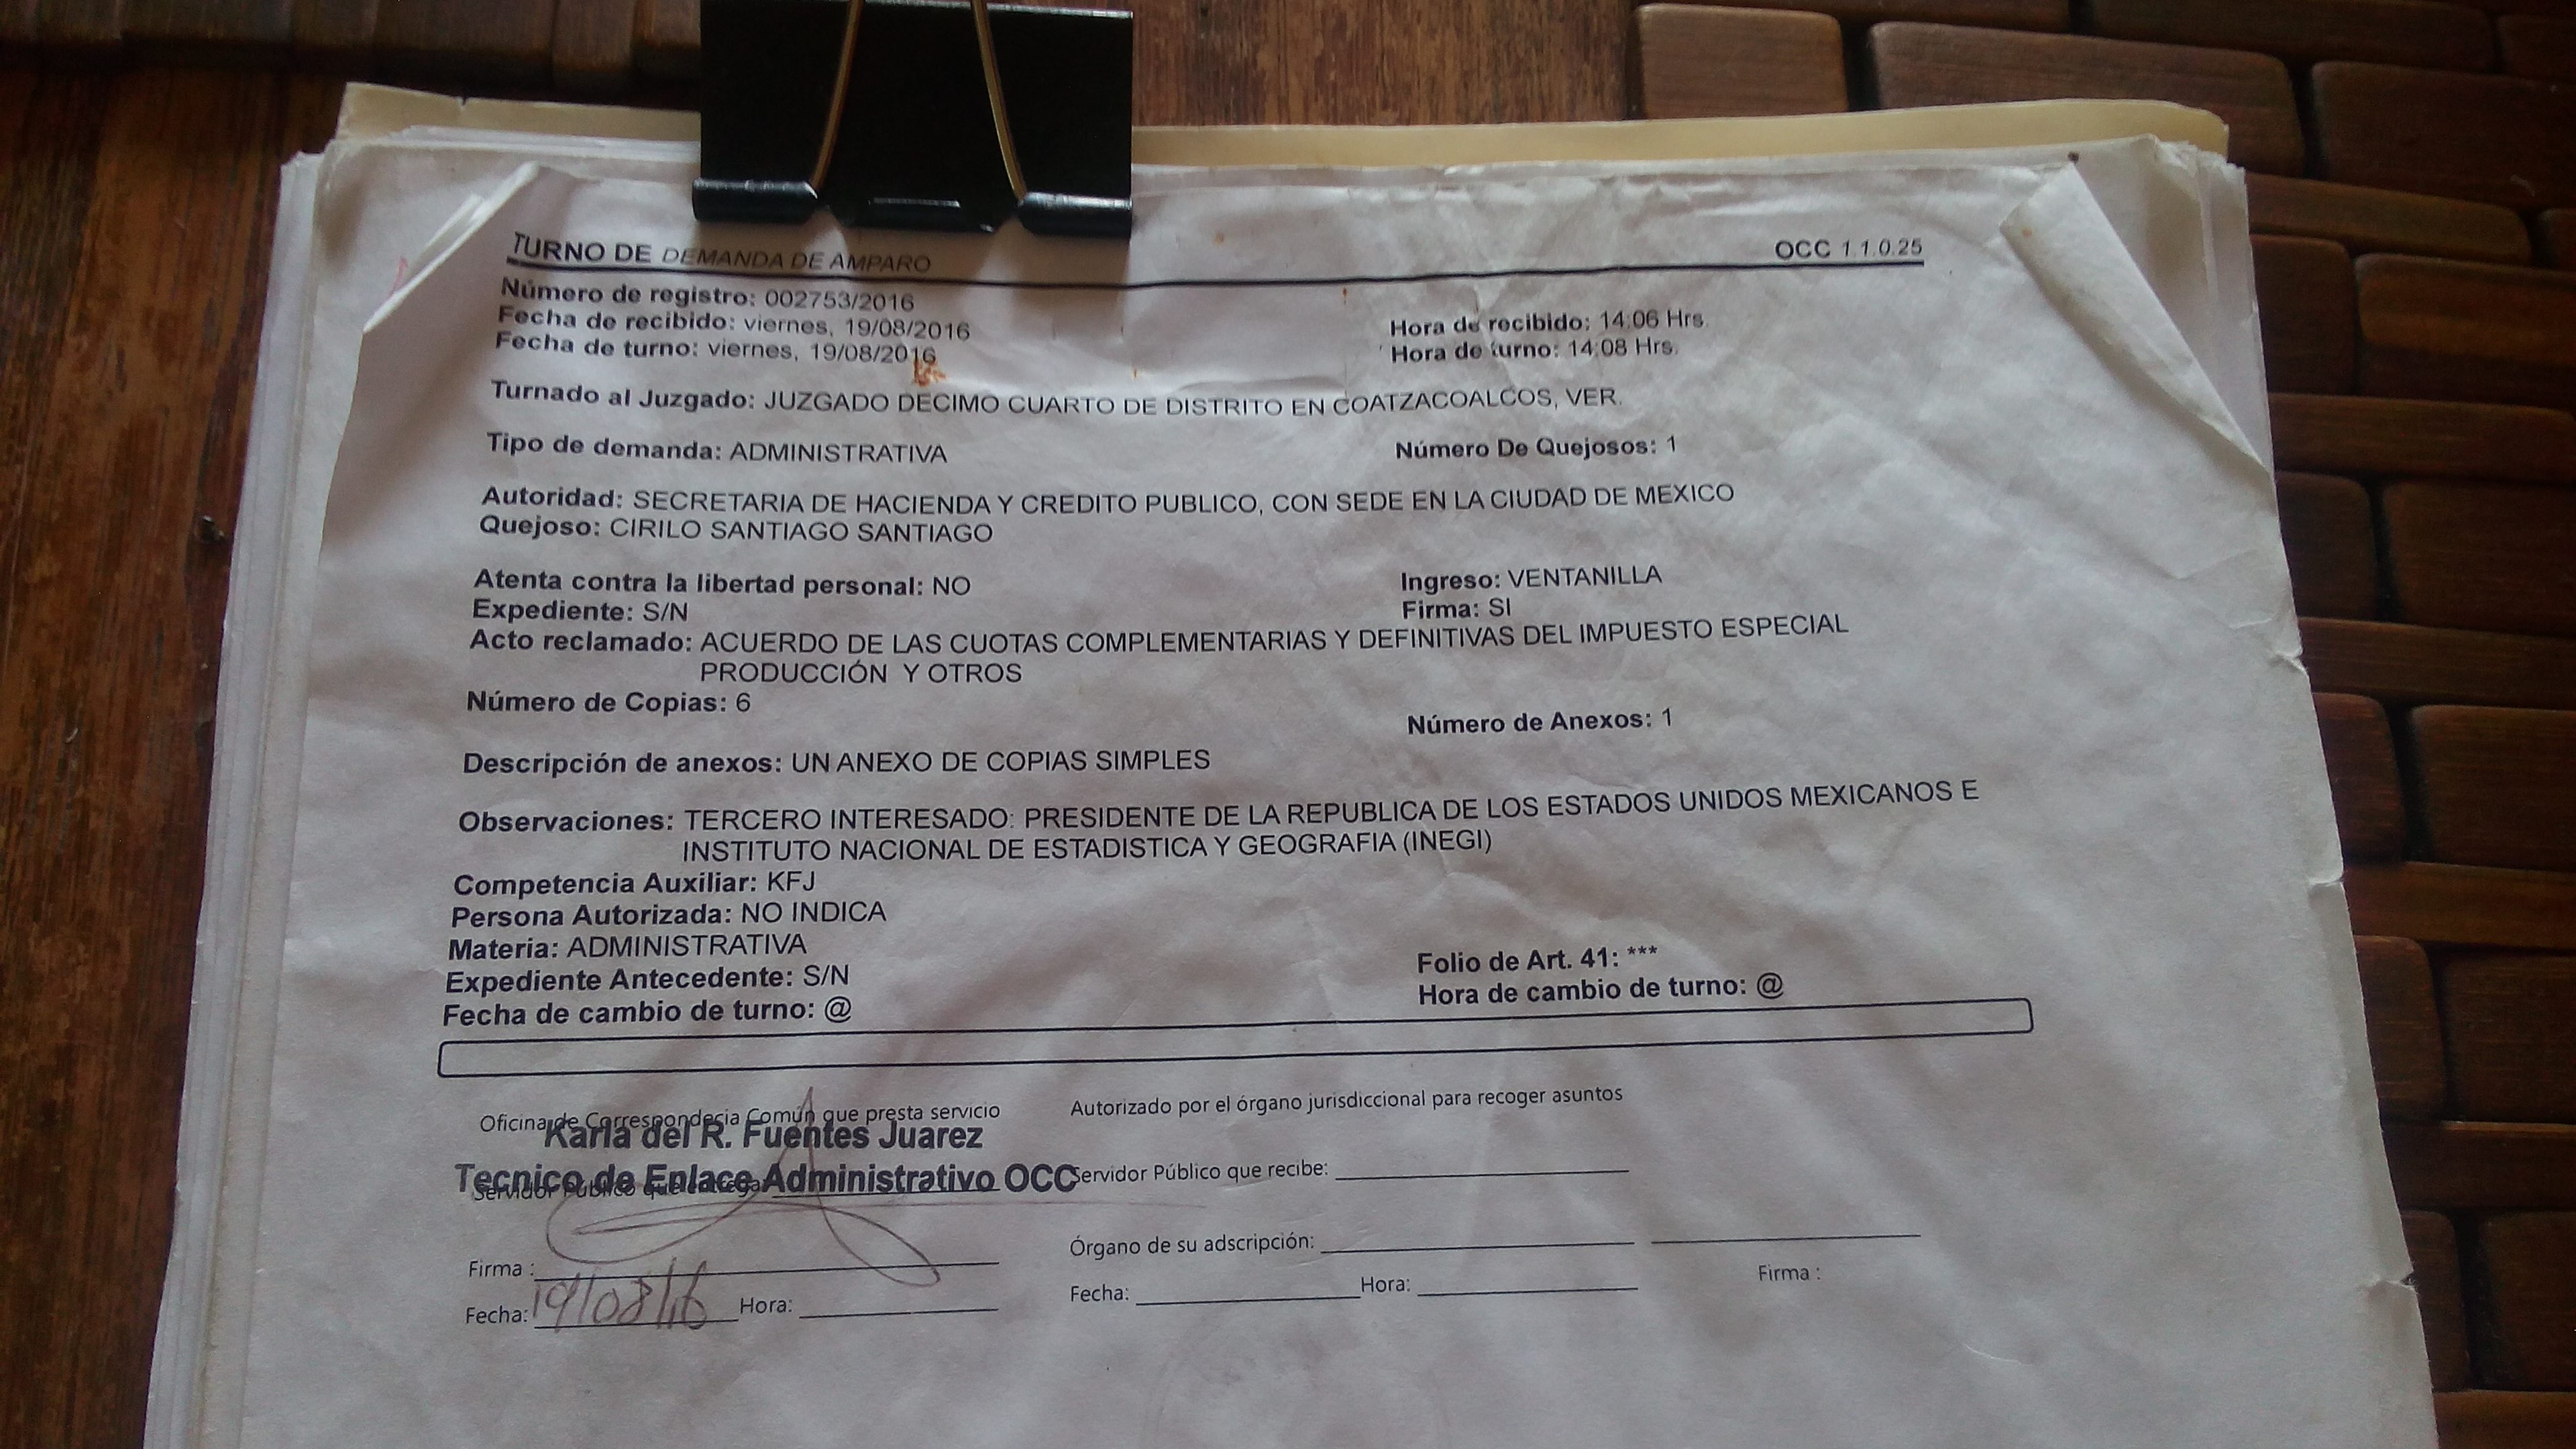 TURNO DE DEMANDA DE AMPARO OCC 1.1.0.25
Número de registro: 002753/2016
Fecha de recibido: viernes, 19/08/2016 Hora de recibido: 14:06 Hrs.
Fecha de turno: viernes, 19/08/2016 Hora de turno: 14:08 Hrs.
Turnado al Juzgado: JUZGADO DECIMO CUARTO DE DISTRITO EN COATZACOALCOS, VER.
Tipo de demanda: ADMINISTRATIVA Número De Quejosos: 1
Autoridad: SECRETARIA DE HACIENDA Y CREDITO PUBLICO, CON SEDE EN LA CIUDAD DE MEXICO
Quejoso: CIRILO SANTIAGO SANTIAGO
Atenta contra la libertad personal: NO Ingreso: VENTANILLA
Expediente: S/N Firma: SI
Acto reclamado: ACUERDO DE LAS CUOTAS COMPLEMENTARIAS Y DEFINITIVAS DEL IMPUESTO ESPECIAL
PRODUCCIÓN Y OTROS
Número de Copias: 6 Número de Anexos: 1
Descripción de anexos: UN ANEXO DE COPIAS SIMPLES
Observaciones: TERCERO INTERESADO: PRESIDENTE DE LA REPUBLICA DE LOS ESTADOS UNIDOS MEXICANOS E
INSTITUTO NACIONAL DE ESTADISTICA Y GEOGRAFIA (INEGI)
Competencia Auxiliar: KFJ
Persona Autorizada: NO INDICA
Materia: ADMINISTRATIVA Folio de Art. 41: ***
Expediente Antecedente: S/N Hora de cambio de turno: @
Fecha de cambio de turno: @
Oficina de Correspondecia Común que presta servicio Autorizado por el órgano jurisdiccional para recoger asuntos
Karla del R. Fuentes Juarez
Tecnico de Enlace Administrativo OCC
Servidor Público que entrega: Servidor Público que recibe:
Órgano de su adscripción:
Firma : Firma :
Fecha: 19/08/16 Hora: Fecha: Hora: